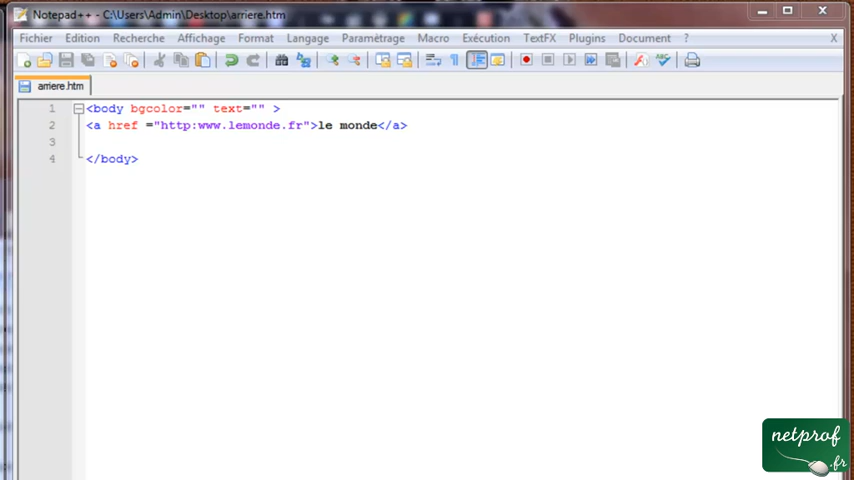 Notepad++ - C:\Users\Admin\Desktop\arriere.htm
Fichier Edition Recherche Affichage Format Langage Paramètrage Macro Exécution TextFX Plugins Document ? X
arriere.htm
1 <body bgcolor="" text="" >
2 <a href ="http:www.lemonde.fr">le monde</a>
3
4 </body>
netprof
.fr